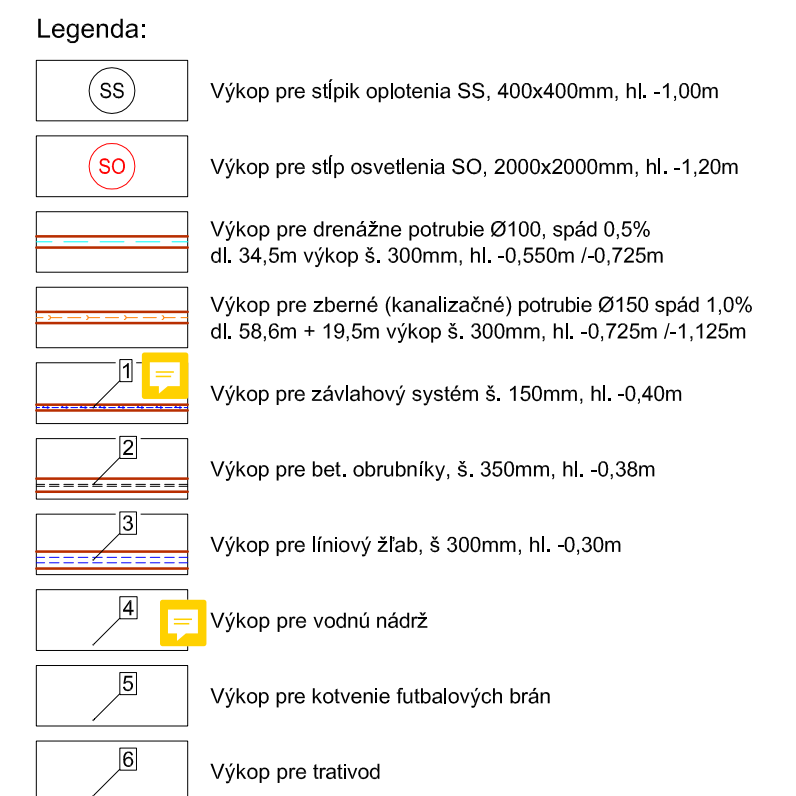 Legenda:
SS
Výkop pre stĺpik oplotenia SS, 400x400mm, hl. -1,00m
SO
Výkop pre stĺp osvetlenia SO, 2000x2000mm, hl. -1,20m
Výkop pre drenážne potrubie Ø100, spád 0,5%
dl. 34,5m výkop š. 300mm, hl. -0,550m /-0,725m
Výkop pre zberné (kanalizačné) potrubie Ø150 spád 1,0%
dl. 58,6m + 19,5m výkop š. 300mm, hl. -0,725m /-1,125m
1
Výkop pre závlahový systém š. 150mm, hl. -0,40m
2
Výkop pre bet. obrubníky, š. 350mm, hl. -0,38m
3
Výkop pre líniový žľab, š 300mm, hl. -0,30m
4
Výkop pre vodnú nádrž
5
Výkop pre kotvenie futbalových brán
6
Výkop pre trativod